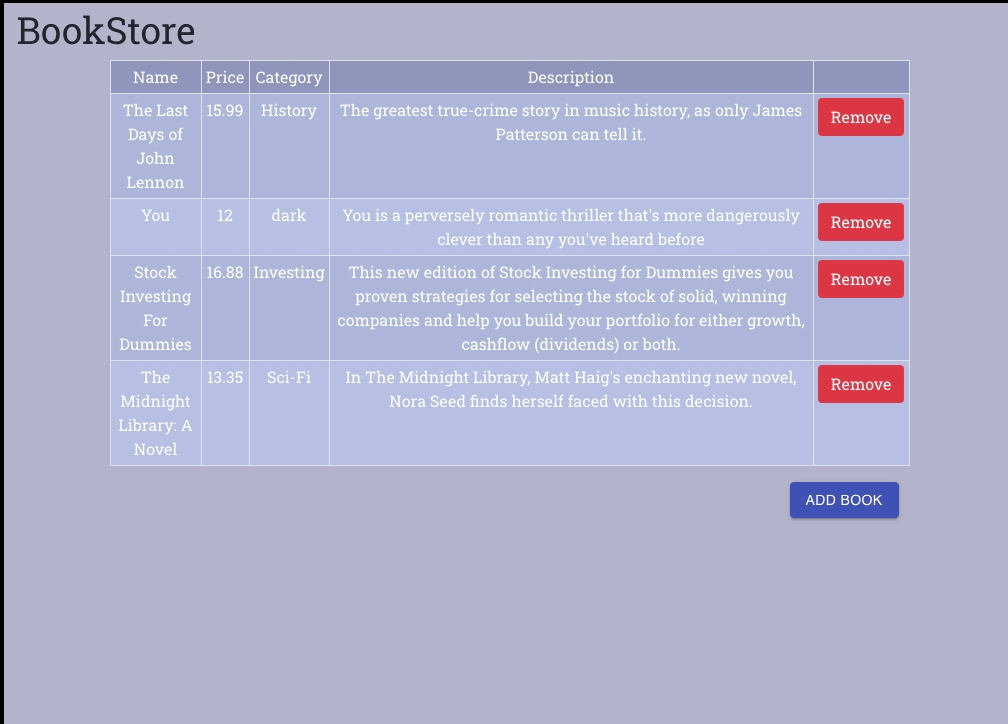 BookStore
Name Price Category Description
The Last Days of John Lennon 15.99 History The greatest true-crime story in music history, as only James Patterson can tell it. Remove
You 12 dark You is a perversely romantic thriller that's more dangerously clever than any you've heard before Remove
Stock Investing For Dummies 16.88 Investing This new edition of Stock Investing for Dummies gives you proven strategies for selecting the stock of solid, winning companies and help you build your portfolio for either growth, cashflow (dividends) or both. Remove
The Midnight Library: A Novel 13.35 Sci-Fi In The Midnight Library, Matt Haig's enchanting new novel, Nora Seed finds herself faced with this decision. Remove
ADD BOOK